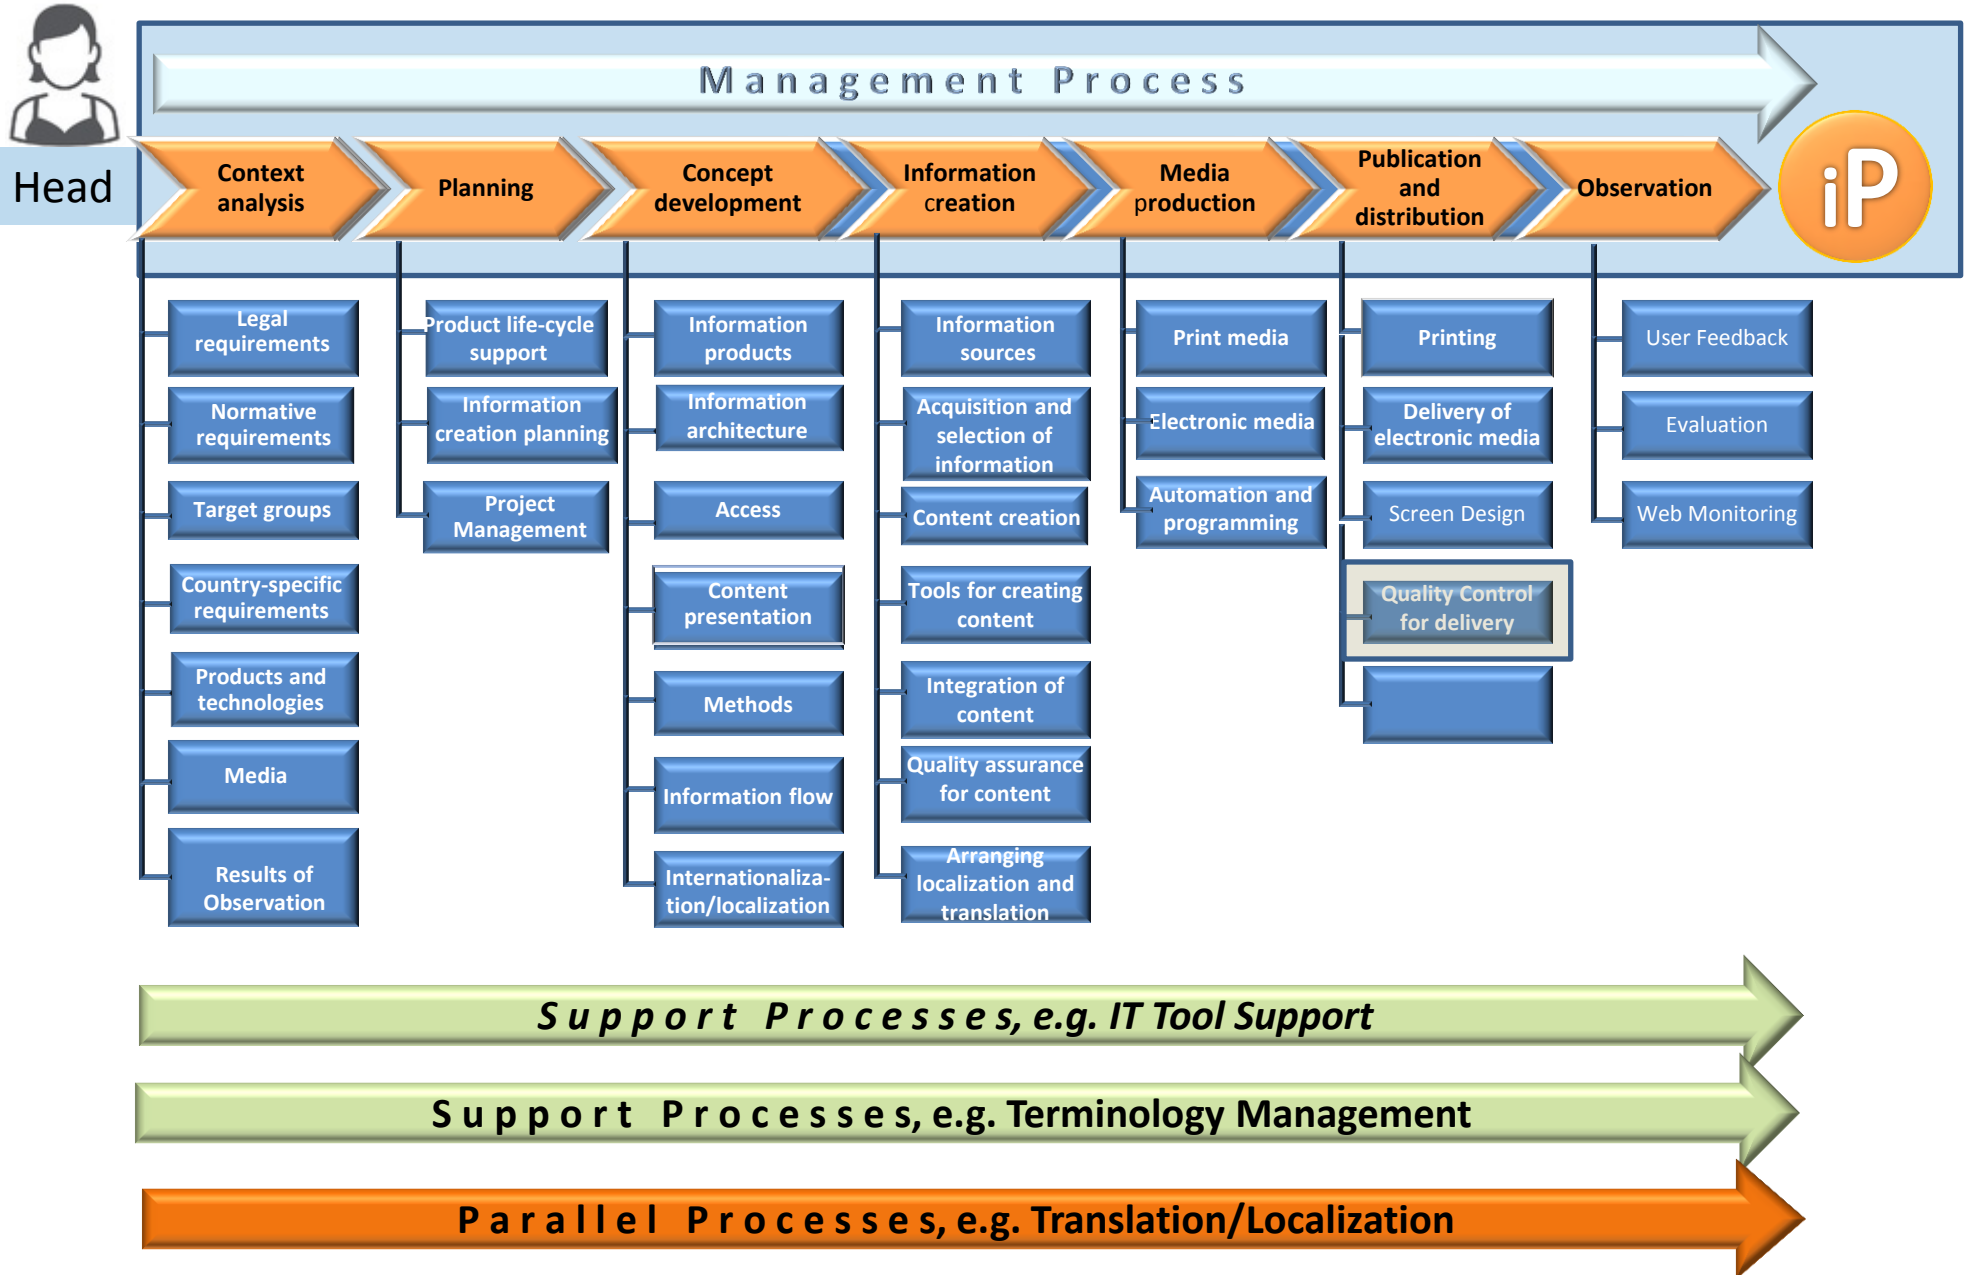 Management Process
Head
Context
analysis
Planning
Concept
development
Information
creation
Media
production
Publication
and
distribution
Observation
iP
Legal
requirements
Normative
requirements
Target groups
Country-specific
requirements
Products and
technologies
Media
Results of
Observation
Product life-cycle
support
Information
creation planning
Project
Management
Information
products
Information
architecture
Access
Content
presentation
Methods
Information flow
Internationaliza-
tion/localization
Information
sources
Acquisition and
selection of
information
Content creation
Tools for creating
content
Integration of
content
Quality assurance
for content
Arranging
localization and
translation
Print media
Electronic media
Automation and
programming
Printing
Delivery of
electronic media
Screen Design
Quality Control
for delivery
User Feedback
Evaluation
Web Monitoring
Support Processes, e.g. IT Tool Support
Support Processes, e.g. Terminology Management
Parallel Processes, e.g. Translation/Localization